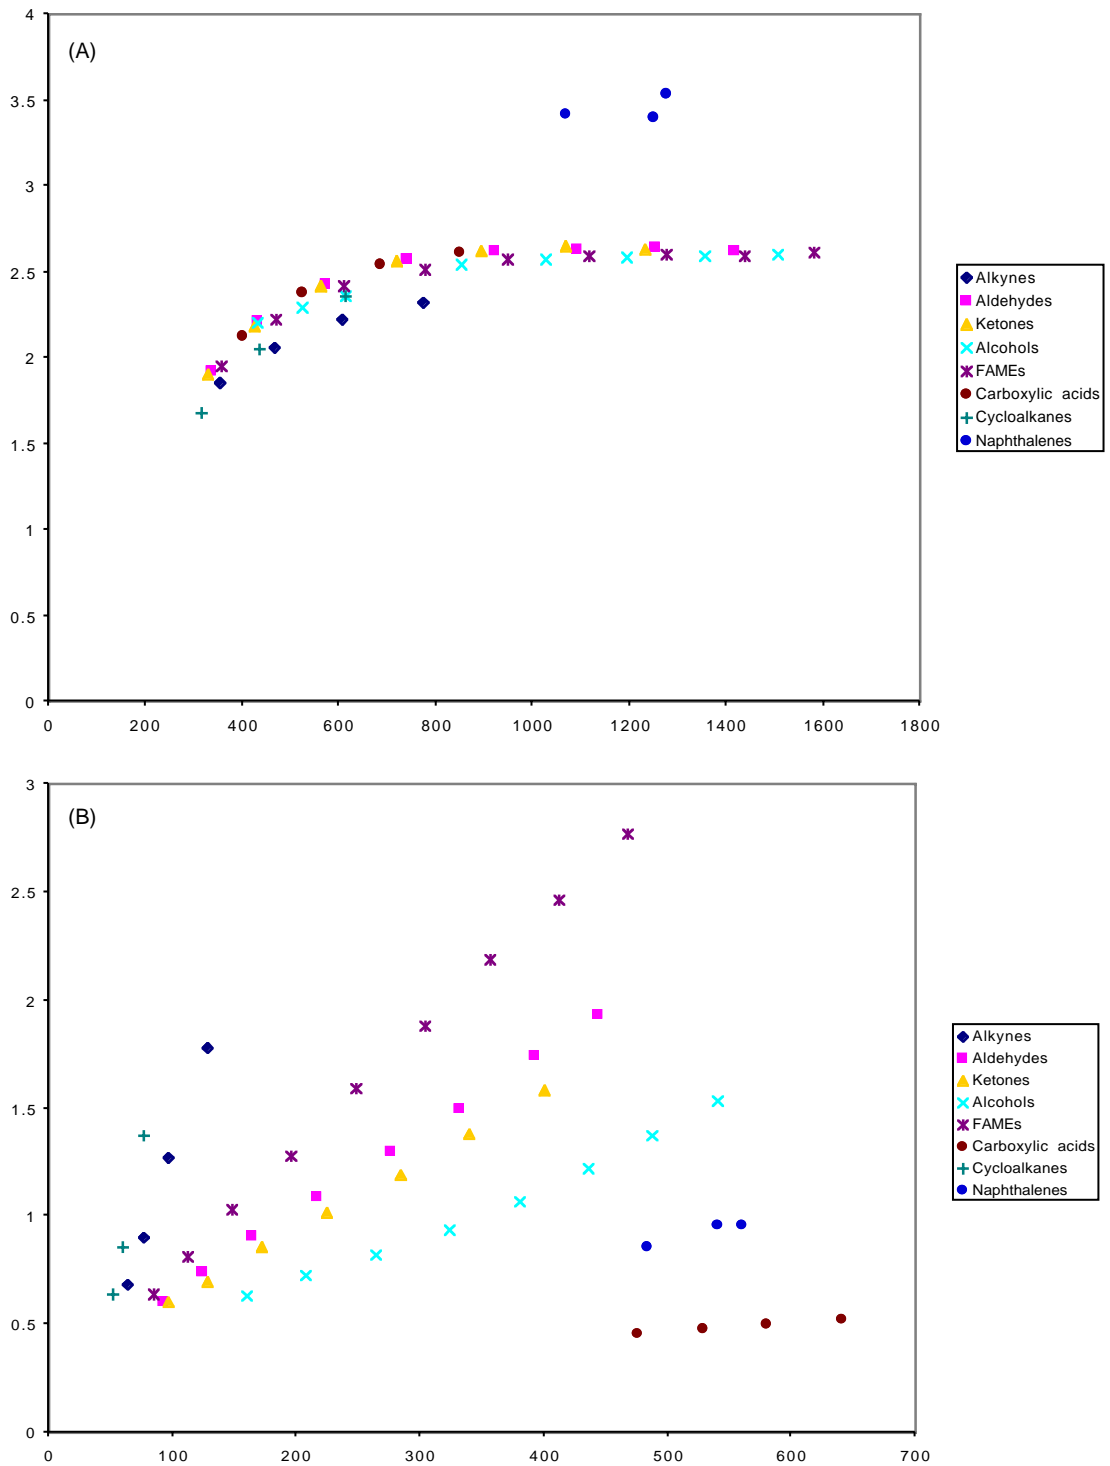 4
(A)
3.5
3
2.5
2
1.5
1
0.5
0
0 200 400 600 800 1000 1200 1400 1600 1800
Alkynes
Aldehydes
Ketones
Alcohols
FAMEs
Carboxylic acids
Cycloalkanes
Naphthalenes
3
(B)
2.5
2
1.5
1
0.5
0
0 100 200 300 400 500 600 700
Alkynes
Aldehydes
Ketones
Alcohols
FAMEs
Carboxylic acids
Cycloalkanes
Naphthalenes